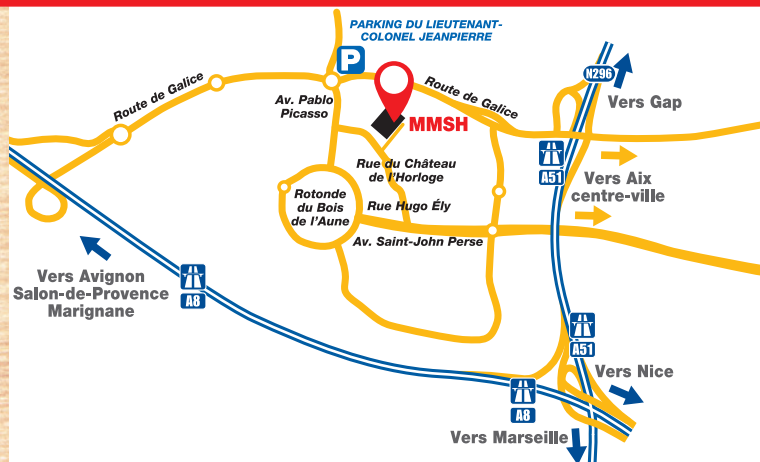 PARKING DU LIEUTENANT-
COLONEL JEANPIERRE
P
N296
Route de Galice
Route de Galice
Vers Gap
Av. Pablo
Picasso
MMSH
A51
Rue du Château
de l'Horloge
Vers Aix
centre-ville
Rotonde
du Bois
de l'Aune
Rue Hugo Ély
Av. Saint-John Perse
Vers Avignon
Salon-de-Provence
Marignane
A8
A51
Vers Nice
A8
Vers Marseille